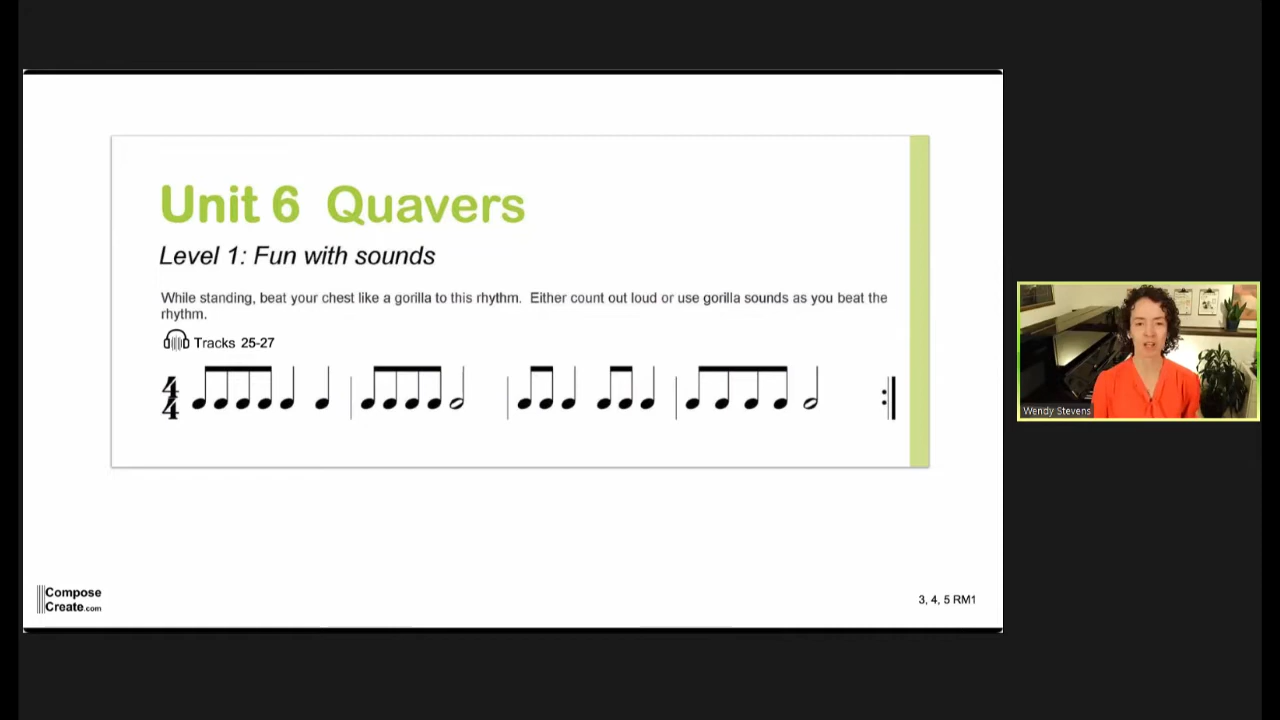 Unit 6 Quavers
Level 1: Fun with sounds
While standing, beat your chest like a gorilla to this rhythm. Either count out loud or use gorilla sounds as you beat the
rhythm.
Tracks 25-27
4
4
Compose
Create.com
3, 4, 5 RM1
Wendy Stevens